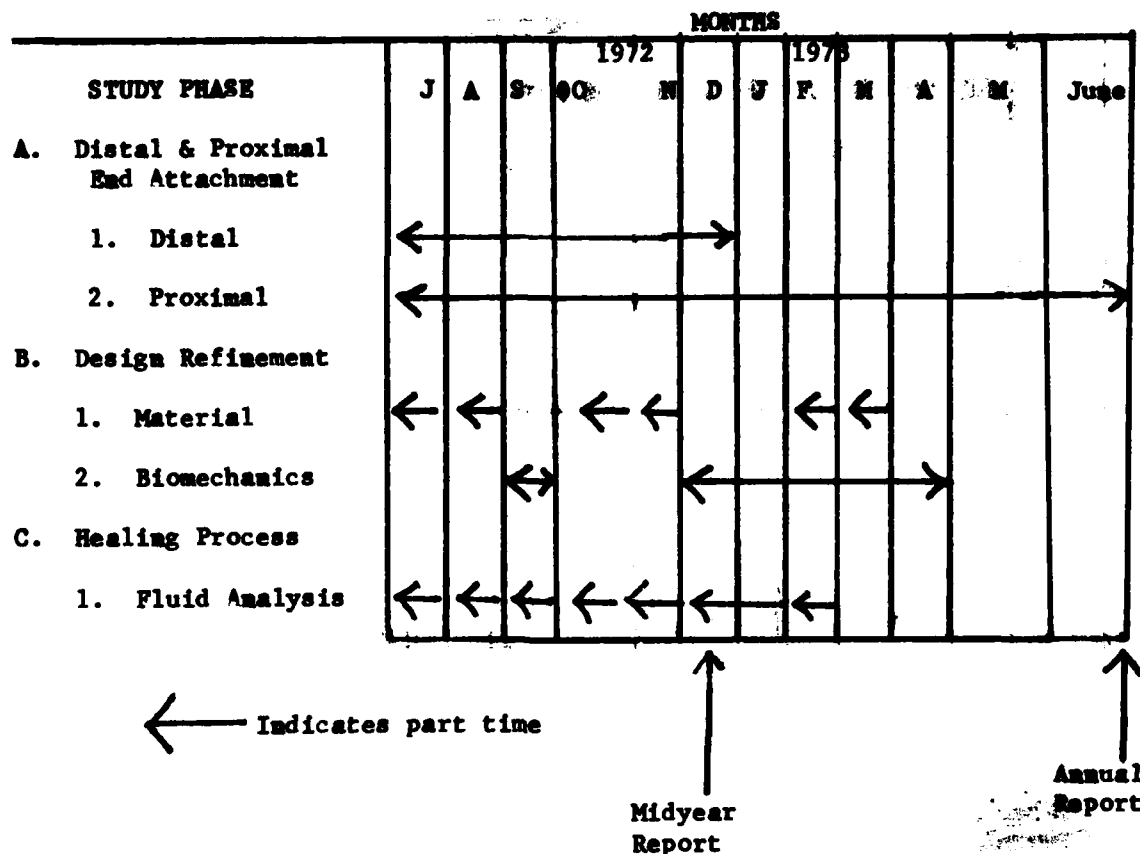 MONTHS
1972 1973
STUDY PHASE J A S O N D J F M A M June
A. Distal & Proximal
End Attachment
1. Distal
2. Proximal
B. Design Refinement
1. Material
2. Biomechanics
C. Healing Process
1. Fluid Analysis
Indicates part time
Midyear
Report
Annual
Report